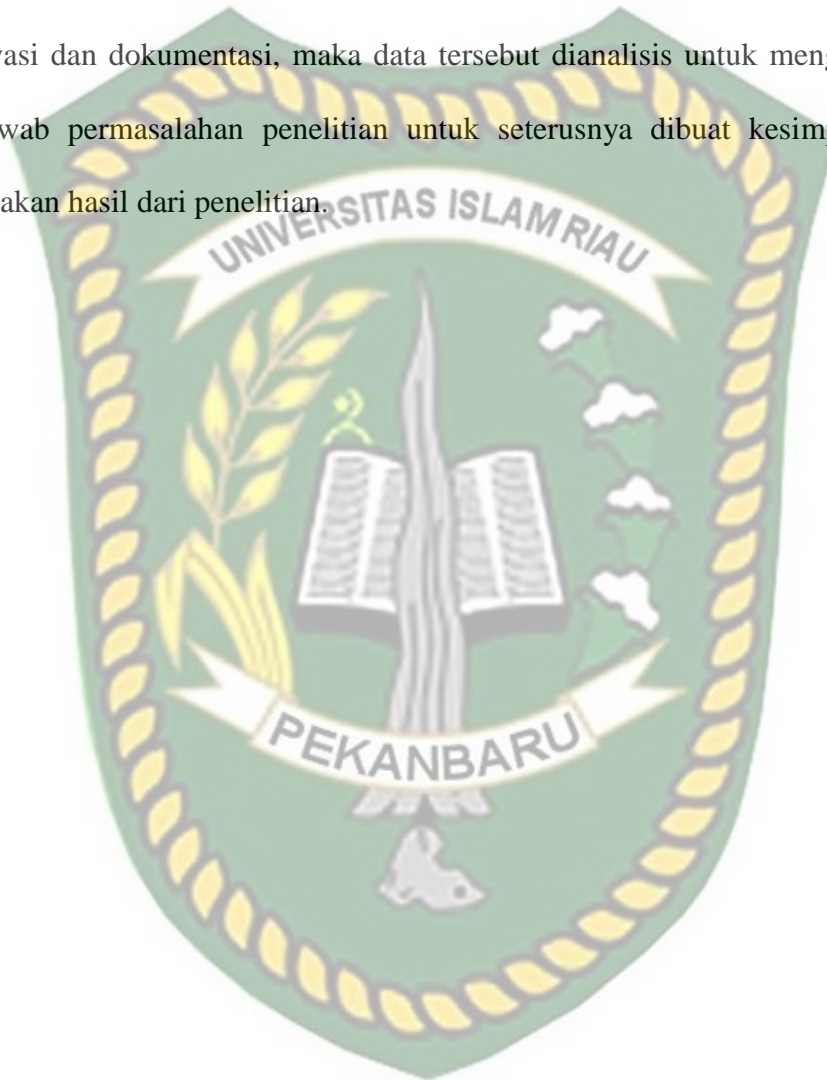 vasi dan dokumentasi, maka data tersebut dianalisis untuk meng
wab permasalahan penelitian untuk seterusnya dibuat kesim
akan hasil dari penelitian.
UNIVERSITAS ISLAM RIAU
PEKANBARU